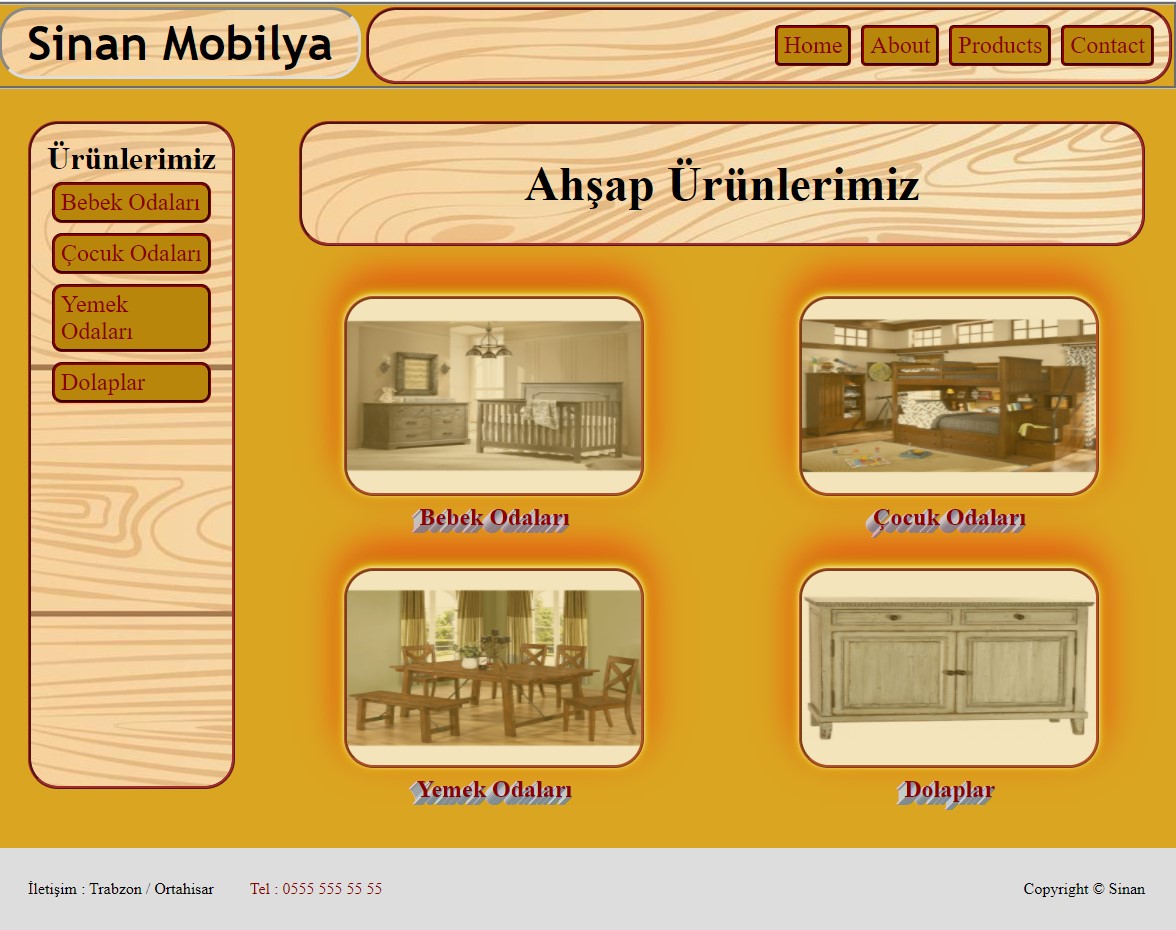 Sinan Mobilya
Home About Products Contact
Ürünlerimiz
Bebek Odaları
Çocuk Odaları
Yemek
Odaları
Dolaplar
Ahşap Ürünlerimiz
Bebek Odaları
Çocuk Odaları
Yemek Odaları
Dolaplar
İletişim : Trabzon / Ortahisar Tel : 0555 555 55 55 Copyright © Sinan